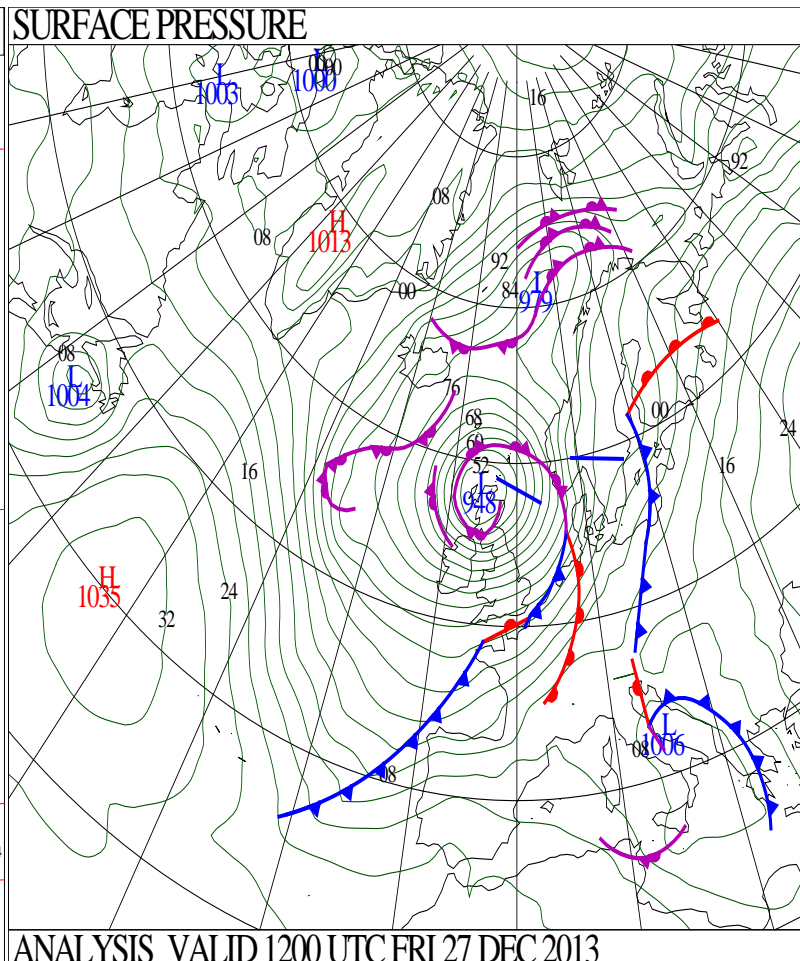 SURFACE PRESSURE
L
1003
L
1000
16
92
08
H
1013
08
92
00
84
L
979
08
L
1004
76
68
60
52
L
948
00
24
16
16
H
1035
24
32
L
1006
08
08
ANALYSIS VALID 1200 UTC FRI 27 DEC 2013